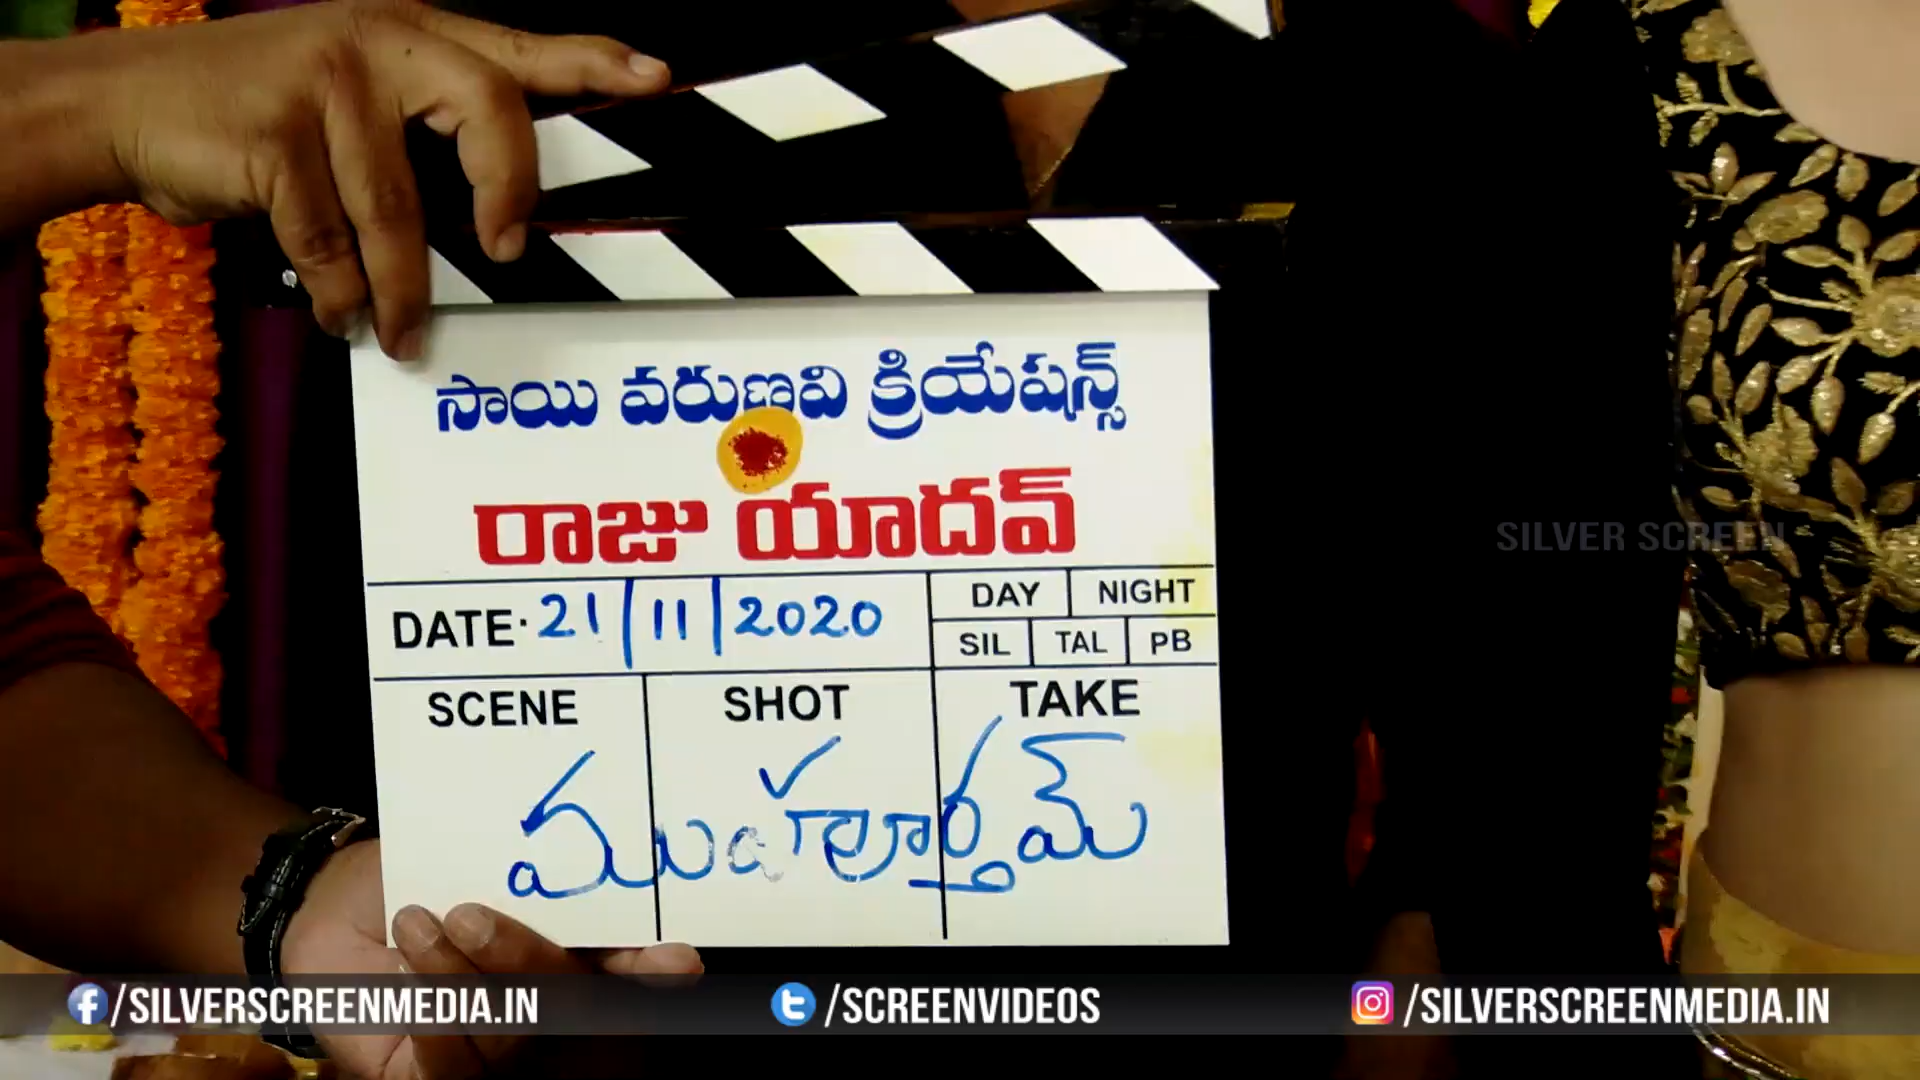 సాయి వరుణవి క్రియేషన్స్
రాజు యాదవ్
DATE: 21/11/2020
DAY NIGHT
SIL TAL PB
SCENE SHOT TAKE
ముహూర్తమ్
SILVER SCREEN
/SILVERSCREENMEDIA.IN /SCREENVIDEOS /SILVERSCREENMEDIA.IN